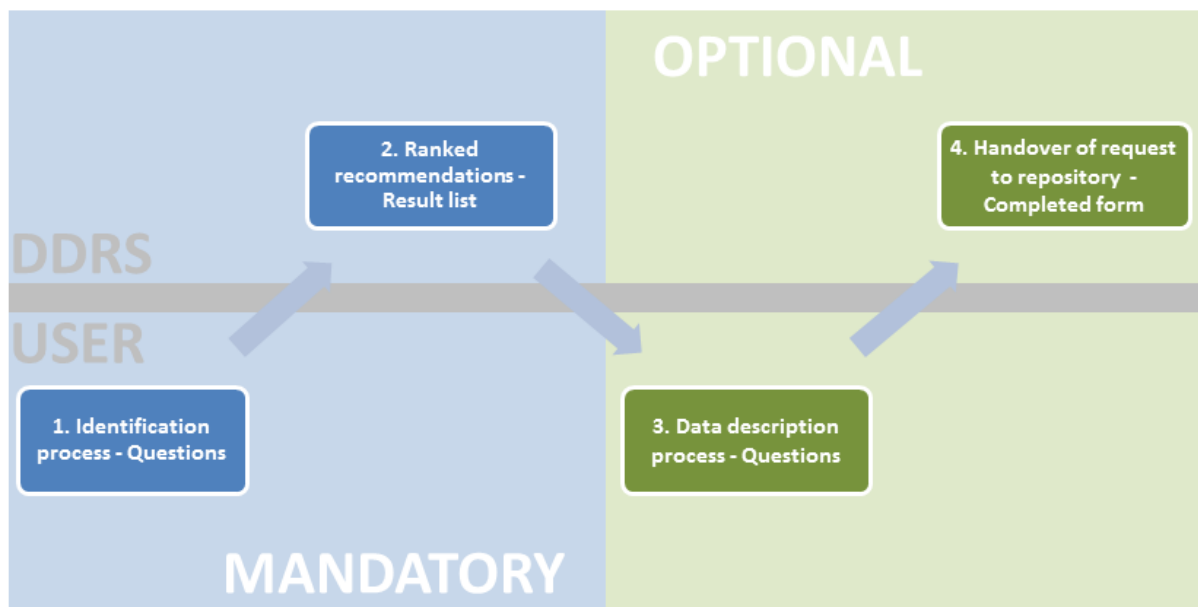 OPTIONAL
2. Ranked
recommendations -
Result list
4. Handover of request
to repository -
Completed form
DDRS
USER
1. Identification
process - Questions
3. Data description
process - Questions
MANDATORY